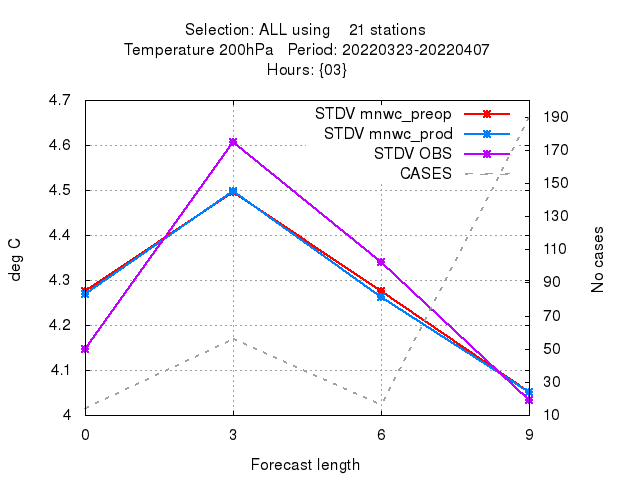 Selection: ALL using    21 stations
Temperature 200hPa   Period: 20220323-20220407
Hours: {03}
4.7
4.6
4.5
4.4
4.3
4.2
4.1
4
deg C
STDV mnwc_preop
STDV mnwc_prod
STDV OBS
CASES
190
170
150
130
110
90
70
50
30
10
No cases
0 3 6 9
Forecast length